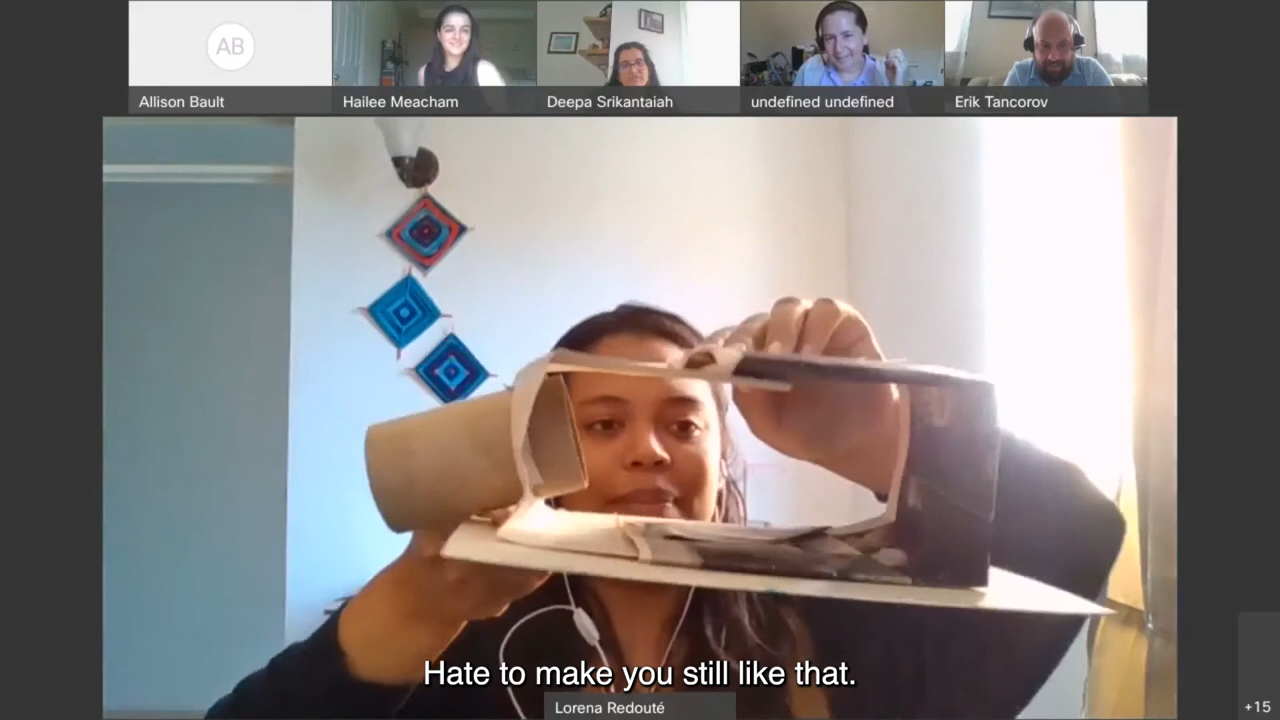 AB
Allison Bault
Hailee Meacham
Deepa Srikantaiah
undefined undefined
Erik Tancorov
Hate to make you still like that.
Lorena Redouté
+15